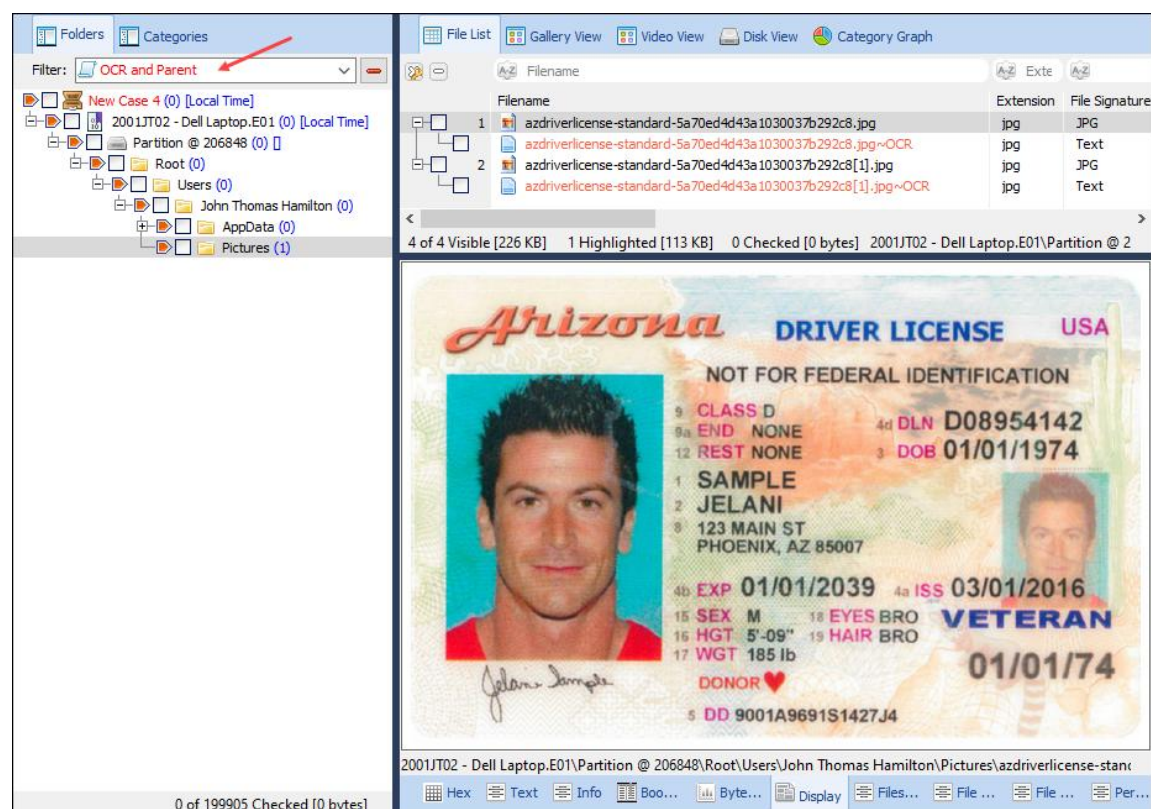 Folders Categories
Filter: OCR and Parent
New Case 4 (0) [Local Time]
2001JT02 - Dell Laptop.E01 (0) [Local Time]
Partition @ 206848 (0) []
Root (0)
Users (0)
John Thomas Hamilton (0)
AppData (0)
Pictures (1)
0 of 199905 Checked [0 bytes]
File List Gallery View Video View Disk View Category Graph
Filename Exte
Filename Extension File Signature
1 azdriverlicense-standard-5a70ed4d43a1030037b292c8.jpg jpg JPG
azdriverlicense-standard-5a70ed4d43a1030037b292c8.jpg~OCR jpg Text
2 azdriverlicense-standard-5a70ed4d43a1030037b292c8[1].jpg jpg JPG
azdriverlicense-standard-5a70ed4d43a1030037b292c8[1].jpg~OCR jpg Text
4 of 4 Visible [226 KB] 1 Highlighted [113 KB] 0 Checked [0 bytes] 2001JT02 - Dell Laptop.E01\Partition @ 2
Arizona DRIVER LICENSE USA
NOT FOR FEDERAL IDENTIFICATION
9 CLASS D
9a END NONE 4d DLN D08954142
12 REST NONE 3 DOB 01/01/1974
1 SAMPLE
2 JELANI
8 123 MAIN ST
PHOENIX, AZ 85007
4b EXP 01/01/2039 4a ISS 03/01/2016
15 SEX M 18 EYES BRO VETERAN
16 HGT 5'-09" 19 HAIR BRO
17 WGT 185 lb 01/01/74
Jelani Sample
DONOR
5 DD 9001A9691S1427J4
2001JT02 - Dell Laptop.E01\Partition @ 206848\Root\Users\John Thomas Hamilton\Pictures\azdriverlicense-stand
Hex Text Info Boo... Byte... Display Files... File ... File ... Per...